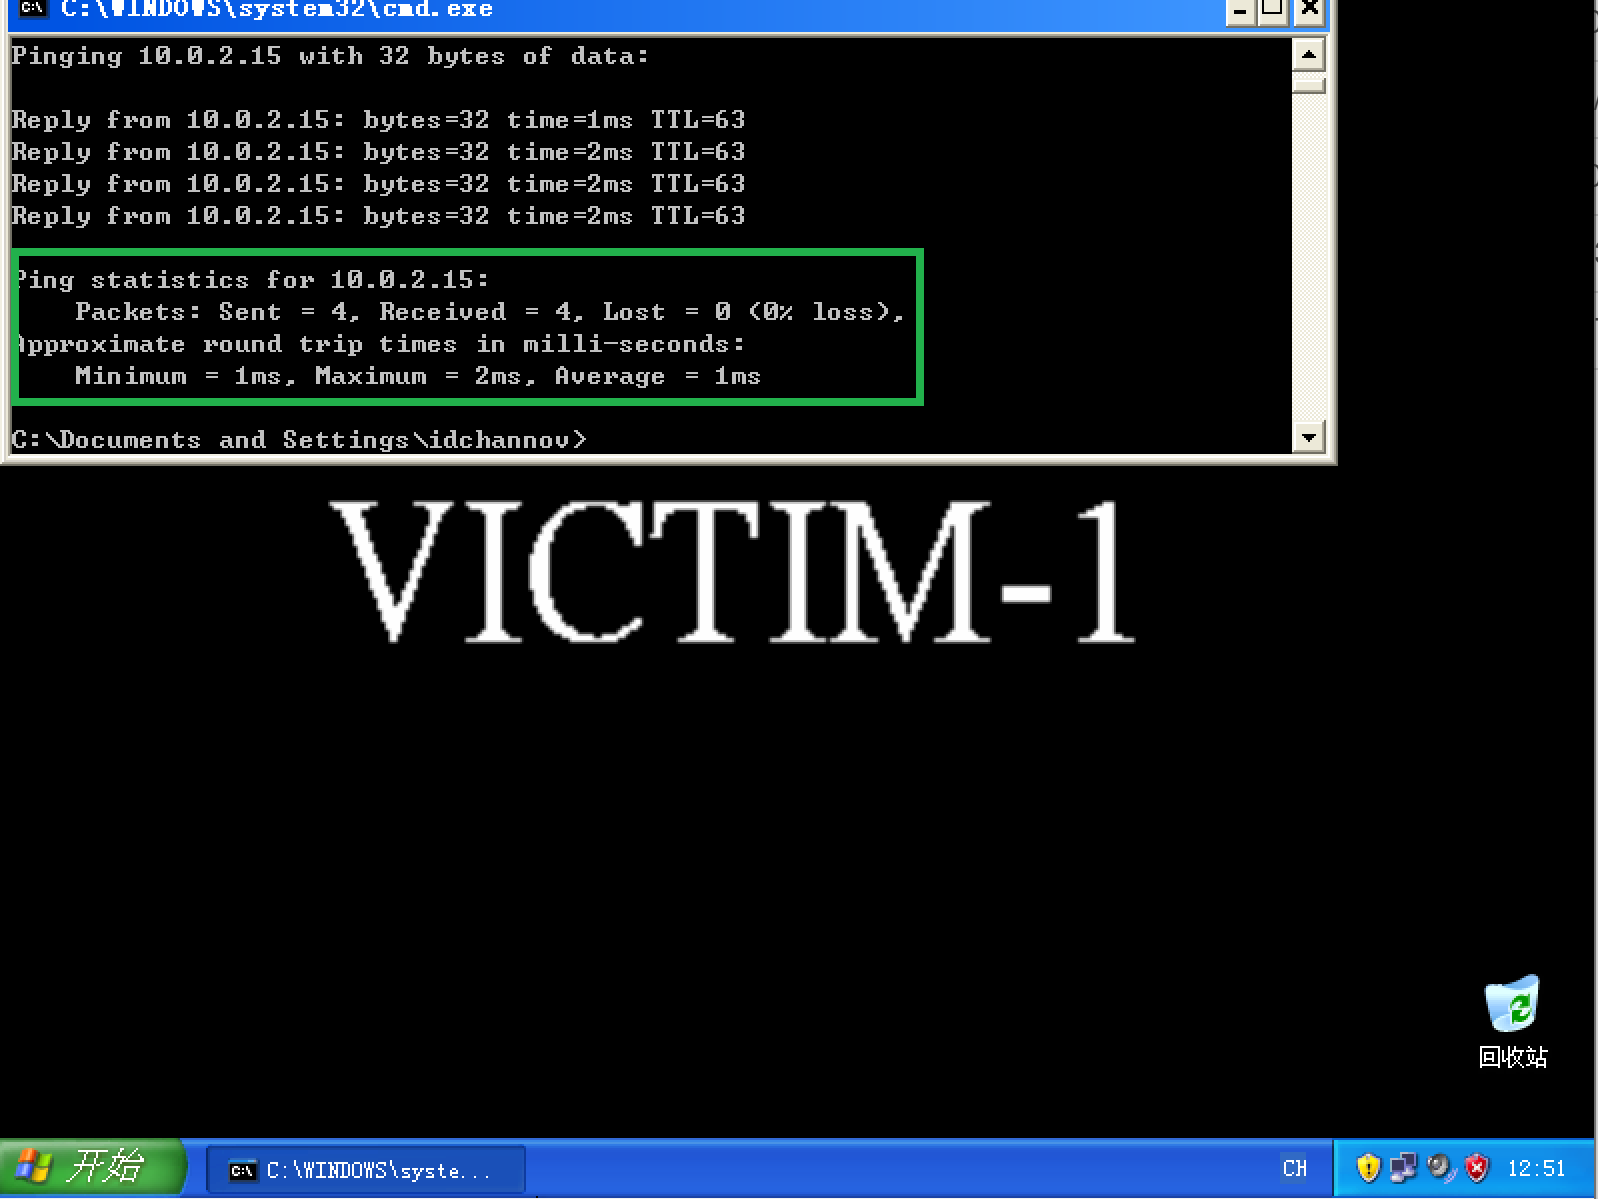 C:\WINDOWS\system32\cmd.exe
Pinging 10.0.2.15 with 32 bytes of data:
Reply from 10.0.2.15: bytes=32 time=1ms TTL=63
Reply from 10.0.2.15: bytes=32 time=2ms TTL=63
Reply from 10.0.2.15: bytes=32 time=2ms TTL=63
Reply from 10.0.2.15: bytes=32 time=2ms TTL=63
Ping statistics for 10.0.2.15:
Packets: Sent = 4, Received = 4, Lost = 0 (0% loss),
Approximate round trip times in milli-seconds:
Minimum = 1ms, Maximum = 2ms, Average = 1ms
C:\Documents and Settings\idchannov>
VICTIM-1
回收站
开始
C:\WINDOWS\syste...
CH
12:51